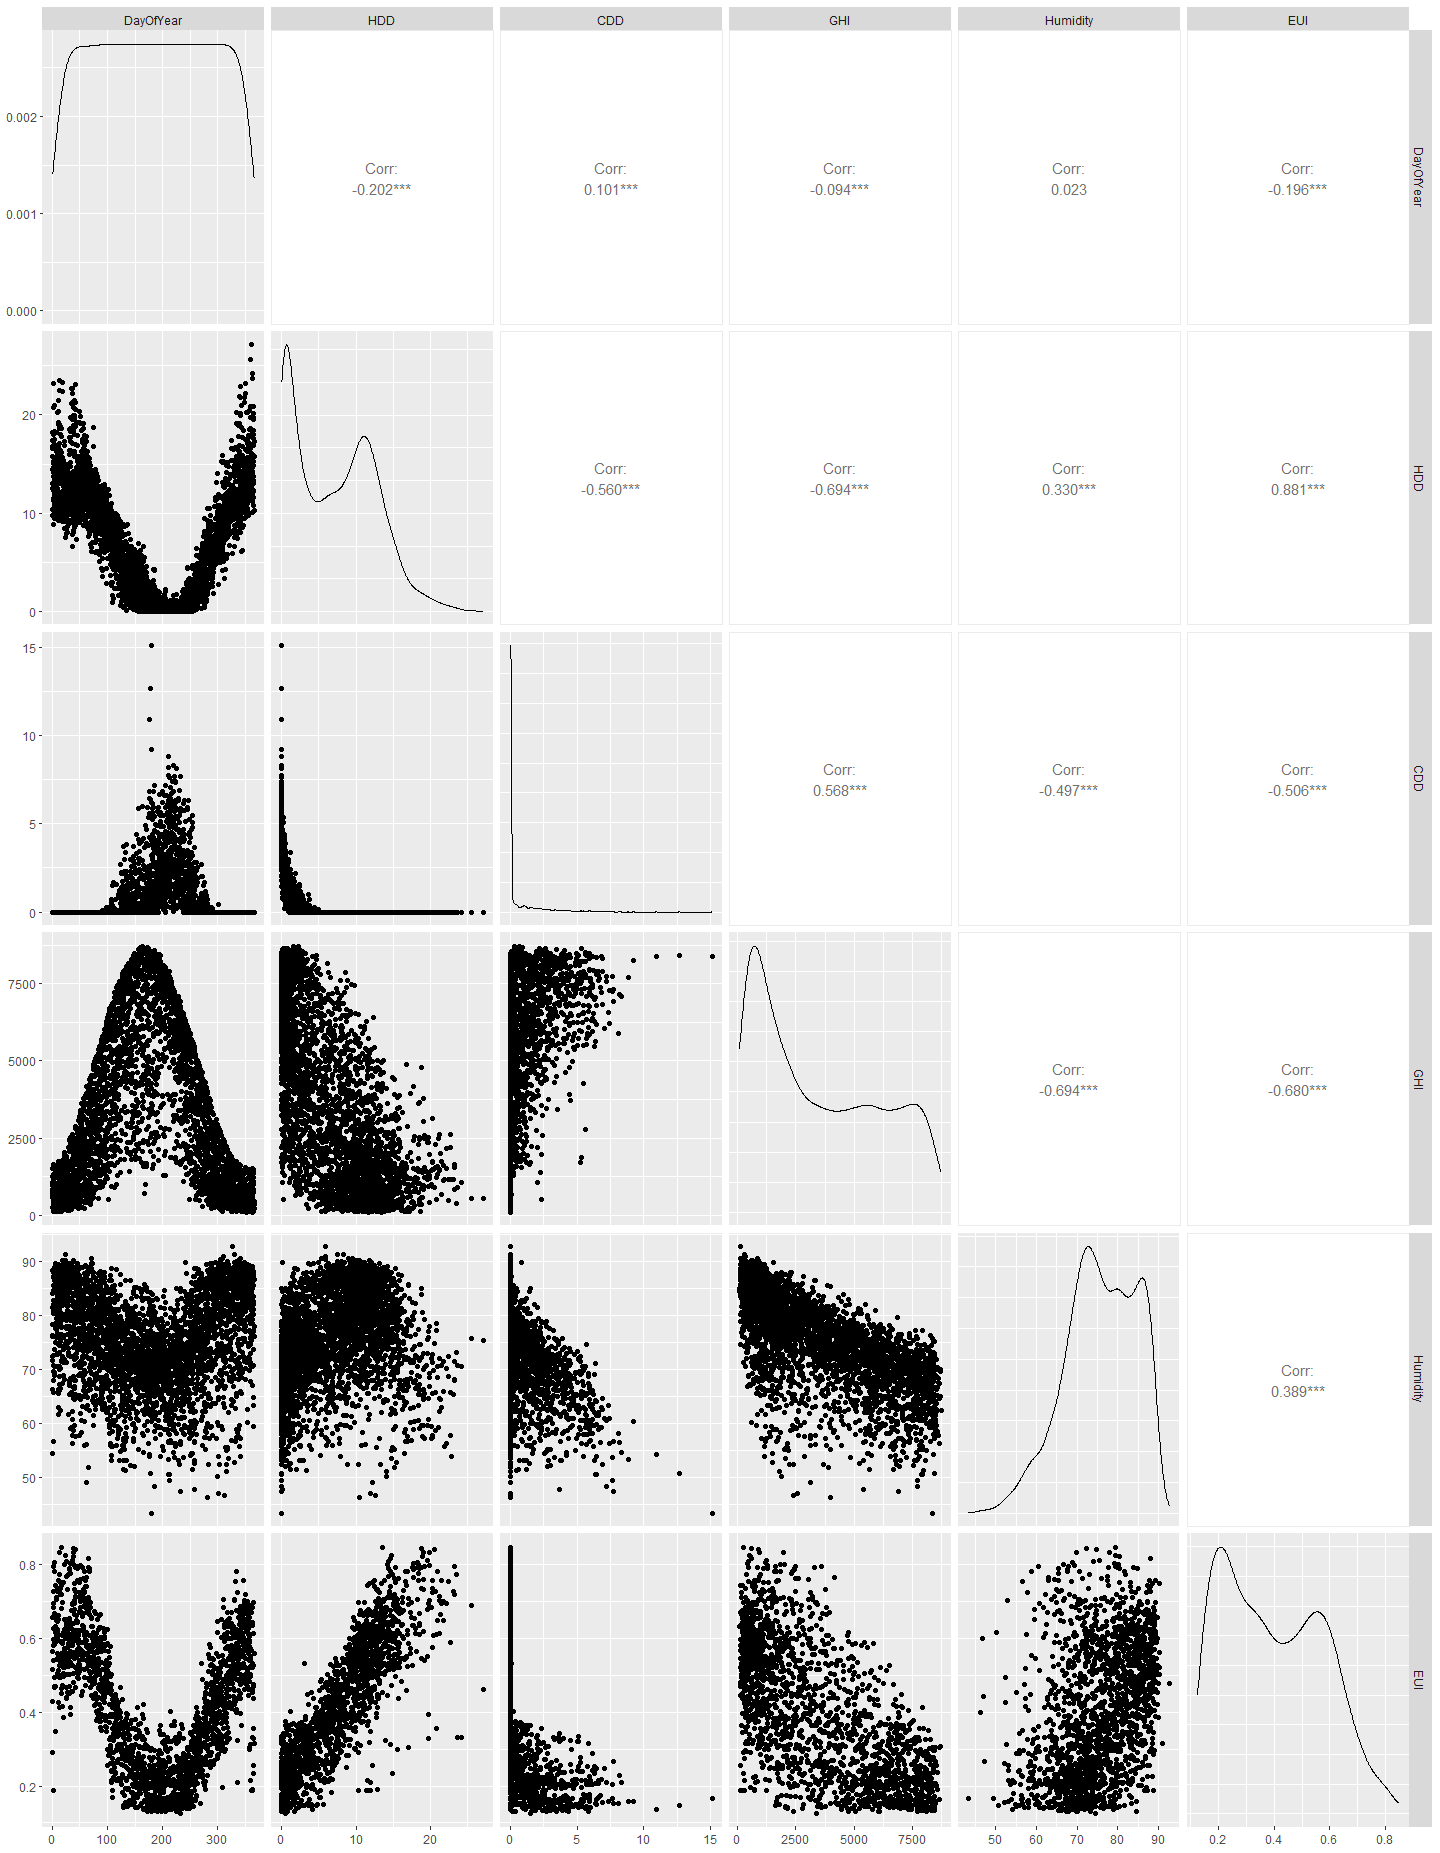 DayOfYear HDD CDD GHI Humidity EUI
0.002
0.001
0.000
Corr: Corr: Corr: Corr: Corr:
-0.202*** 0.101*** -0.094*** 0.023 -0.196***
DayOfYear
20
10
0
Corr: Corr: Corr: Corr:
-0.560*** -0.694*** 0.330*** 0.881***
HDD
15
10
5
0
Corr: Corr: Corr:
0.568*** -0.497*** -0.506***
CDD
7500
5000
2500
0
Corr: Corr:
-0.694*** -0.680***
GHI
90
80
70
60
50
Corr:
0.389***
Humidity
0.8
0.6
0.4
0.2
EUI
0 100 200 300 0 10 20 0 5 10 15 0 2500 5000 7500 50 60 70 80 90 0.2 0.4 0.6 0.8